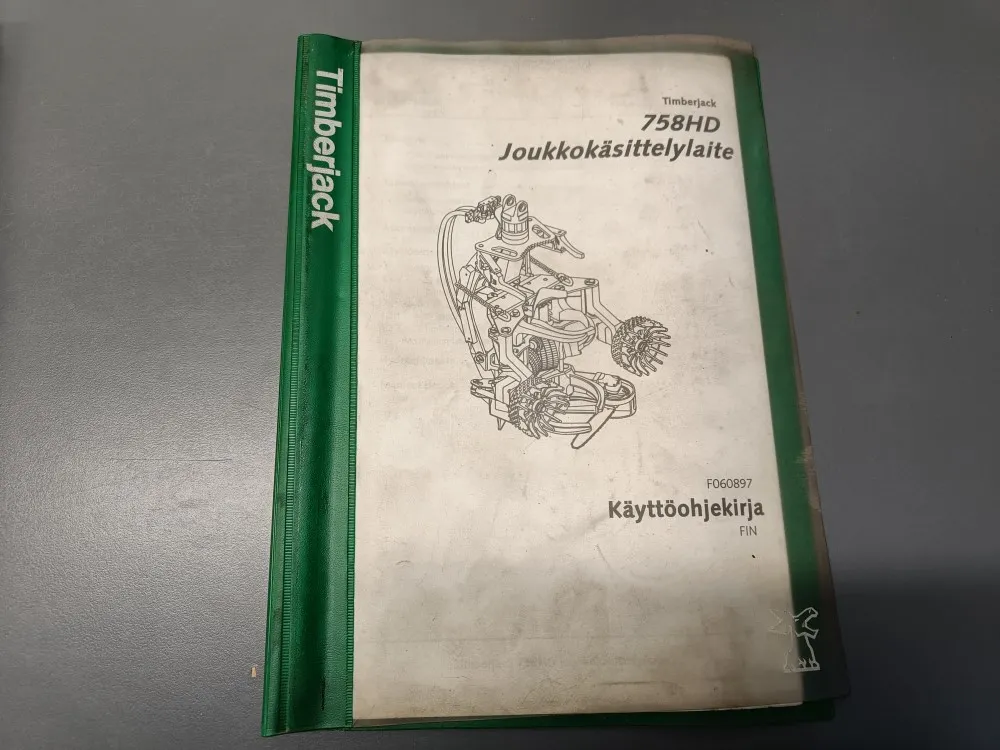 Timberjack
Timberjack
758HD
Joukkokäsittelylaite
F060897
Käyttöohjekirja
FIN